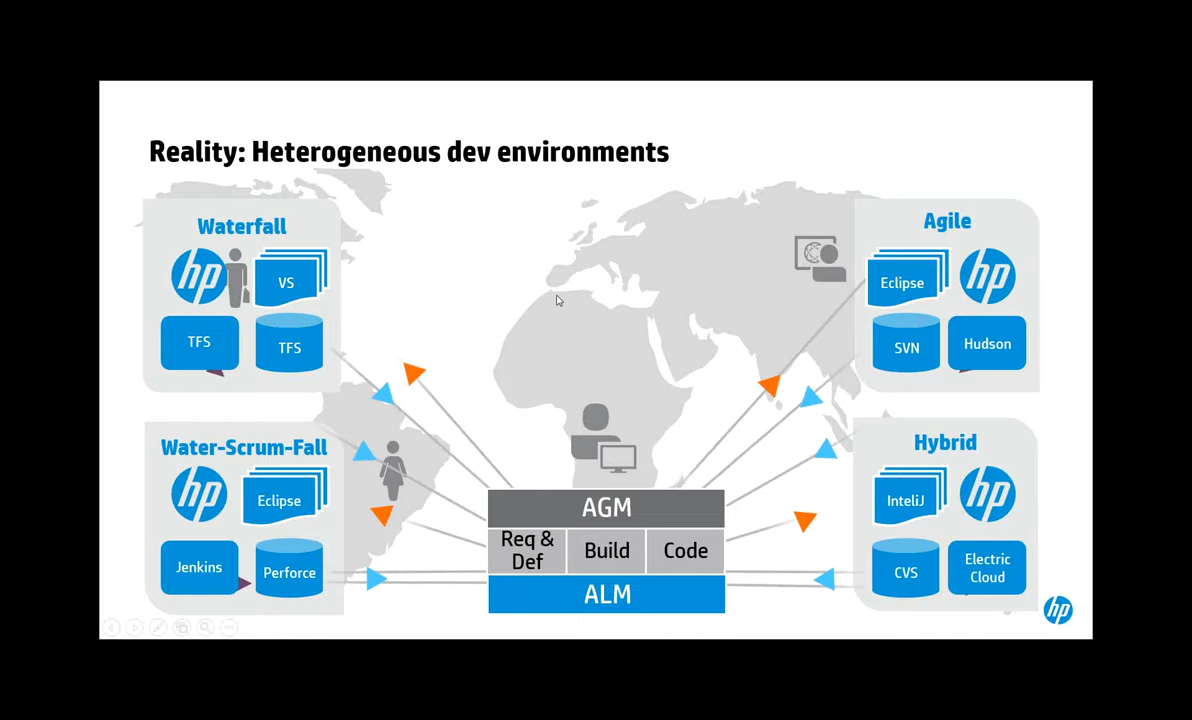 Reality: Heterogeneous dev environments
Waterfall
hp
VS
TFS
TFS
Agile
Eclipse
hp
SVN
Hudson
Water-Scrum-Fall
hp
Eclipse
Jenkins
Perforce
Hybrid
InteliJ
hp
CVS
Electric
Cloud
AGM
Req &
Def
Build
Code
ALM
hp